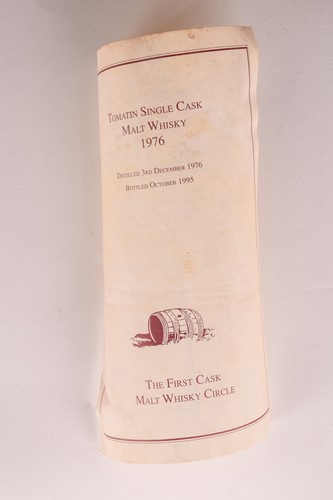 Tomatin Single Cask
Malt Whisky
1976
Distilled 3rd December 1976
Bottled October 1995
The First Cask
Malt Whisky Circle